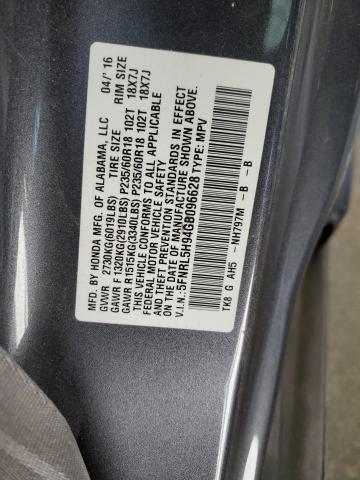 MFD. BY HONDA MFG. OF ALABAMA, LLC 04/'16
GVWR 2730KG(6019LBS) TIRE SIZE RIM SIZE
GAWR F 1320KG(2910LBS) P235/60R18 102T 18X7J
GAWR R1515KG(3340LBS) P235/60R18 102T 18X7J
THIS VEHICLE CONFORMS TO ALL APPLICABLE
FEDERAL MOTOR VEHICLE SAFETY
AND THEFT PREVENTION STANDARDS IN EFFECT
ON THE DATE OF MANUFACTURE SHOWN ABOVE.
V.I.N.:5FNRL5H94GB096628 TYPE: MPV
TK8 G AH5 -NH797M -B -B